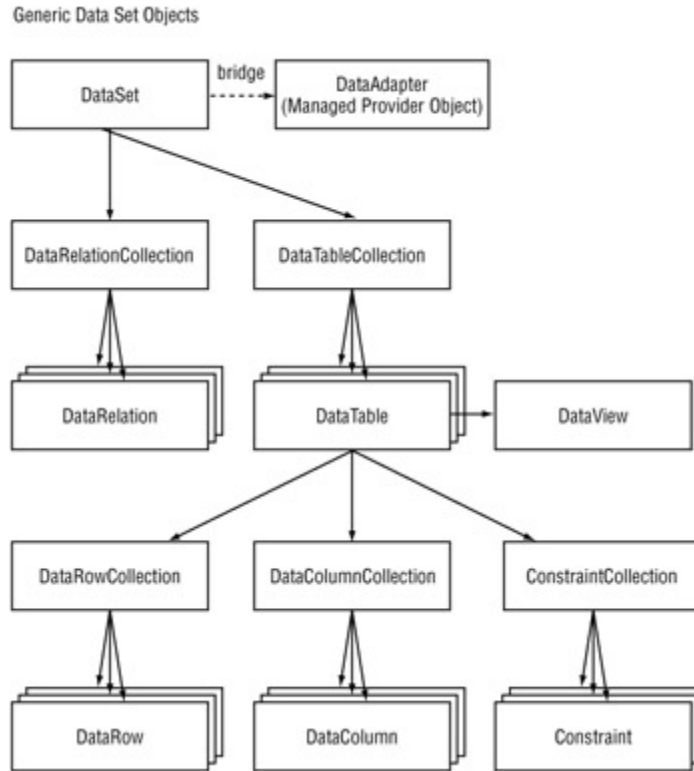 Generic Data Set Objects
bridge
DataSet
DataAdapter
(Managed Provider Object)
DataRelationCollection
DataTableCollection
DataRelation
DataTable
DataView
DataRowCollection
DataColumnCollection
ConstraintCollection
DataRow
DataColumn
Constraint